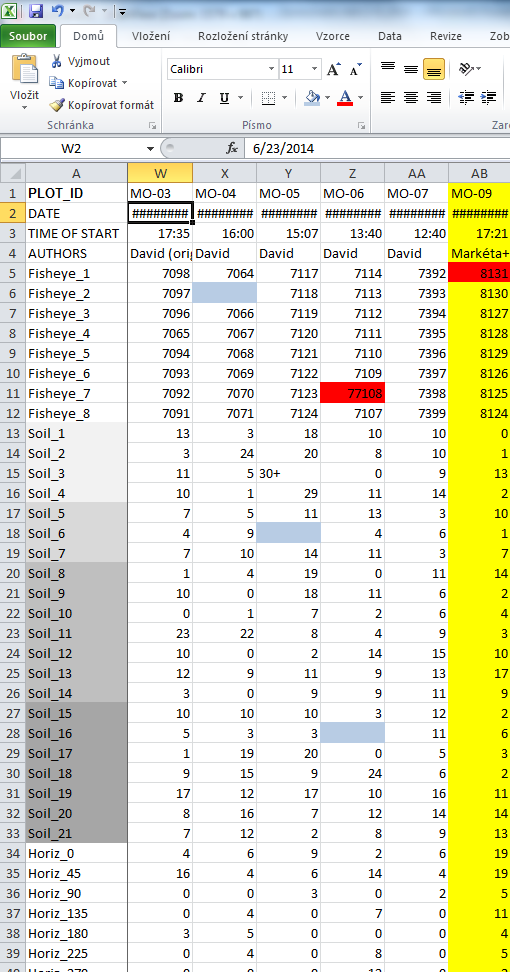 Soubor Domů Vložení Rozložení stránky Vzorce Data Revize Zob
Vložit
Vyjmout
Kopírovat
Kopírovat formát
Schránka
Calibri 11
B I U
Písmo
Zaro
W2 fx 6/23/2014
A W X Y Z AA AB
1 PLOT_ID MO-03 MO-04 MO-05 MO-06 MO-07 MO-09
2 DATE ######## ######## ######## ######## ######## ########
3 TIME OF START 17:35 16:00 15:07 13:40 12:40 17:21
4 AUTHORS David (orig David David David David Markéta+
5 Fisheye_1 7098 7064 7117 7114 7392 8131
6 Fisheye_2 7097 7118 7113 7393 8130
7 Fisheye_3 7096 7066 7119 7112 7394 8127
8 Fisheye_4 7065 7067 7120 7111 7395 8128
9 Fisheye_5 7094 7068 7121 7110 7396 8129
10 Fisheye_6 7093 7069 7122 7109 7397 8126
11 Fisheye_7 7092 7070 7123 77108 7398 8125
12 Fisheye_8 7091 7071 7124 7107 7399 8124
13 Soil_1 13 3 18 10 10 0
14 Soil_2 3 24 20 8 10 1
15 Soil_3 11 5 30+ 0 9 13
16 Soil_4 10 1 29 11 14 2
17 Soil_5 7 5 11 13 3 10
18 Soil_6 4 9 4 6 1
19 Soil_7 7 10 14 11 3 7
20 Soil_8 1 4 19 0 11 14
21 Soil_9 10 0 18 11 6 2
22 Soil_10 0 1 7 2 6 4
23 Soil_11 23 22 8 4 9 3
24 Soil_12 10 0 2 14 15 10
25 Soil_13 12 9 11 9 13 17
26 Soil_14 3 0 9 9 11 9
27 Soil_15 10 10 10 3 12 2
28 Soil_16 5 3 3 11 6
29 Soil_17 1 19 20 0 5 3
30 Soil_18 9 15 9 24 6 2
31 Soil_19 17 12 17 10 16 11
32 Soil_20 8 16 7 12 14 14
33 Soil_21 7 12 2 8 9 13
34 Horiz_0 4 6 9 2 6 19
35 Horiz_45 16 4 6 14 4 19
36 Horiz_90 0 0 3 0 2 5
37 Horiz_135 0 4 0 7 0 11
38 Horiz_180 3 5 0 0 0 4
39 Horiz_225 0 4 0 8 0 5